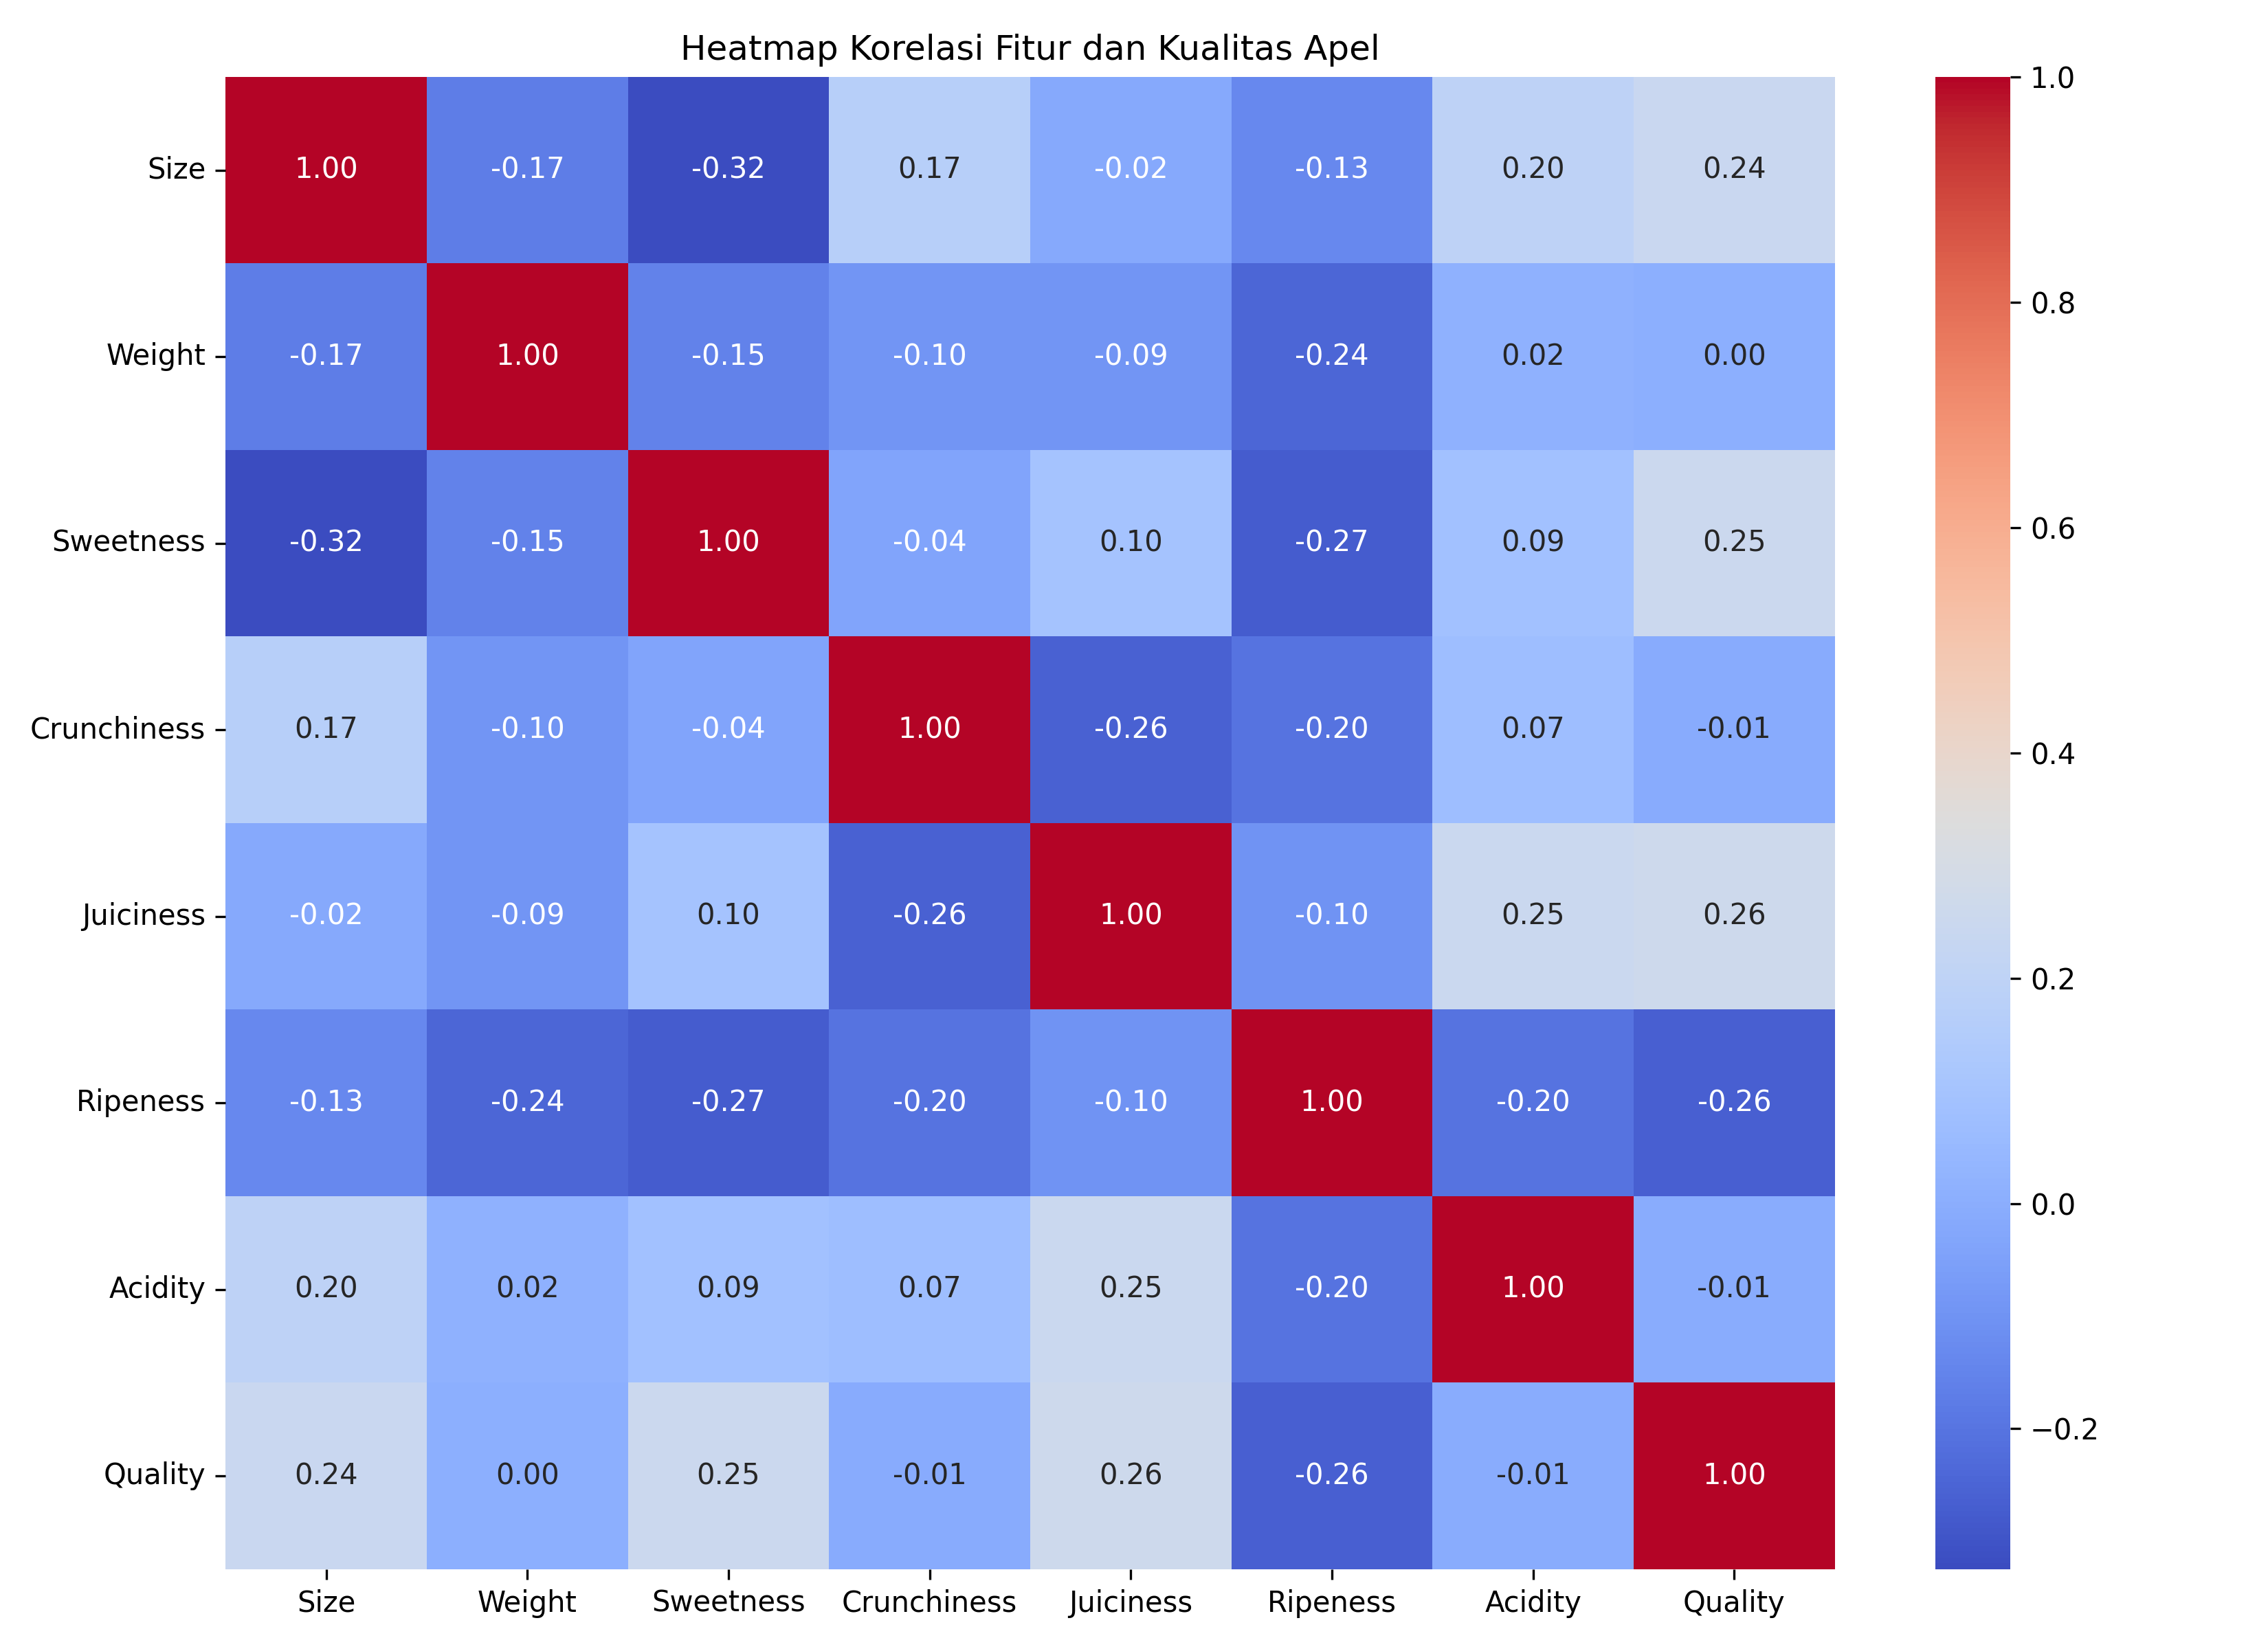 Heatmap Korelasi Fitur dan Kualitas Apel
Size 1.00 -0.17 -0.32 0.17 -0.02 -0.13 0.20 0.24
Weight -0.17 1.00 -0.15 -0.10 -0.09 -0.24 0.02 0.00
Sweetness -0.32 -0.15 1.00 -0.04 0.10 -0.27 0.09 0.25
Crunchiness 0.17 -0.10 -0.04 1.00 -0.26 -0.20 0.07 -0.01
Juiciness -0.02 -0.09 0.10 -0.26 1.00 -0.10 0.25 0.26
Ripeness -0.13 -0.24 -0.27 -0.20 -0.10 1.00 -0.20 -0.26
Acidity 0.20 0.02 0.09 0.07 0.25 -0.20 1.00 -0.01
Quality 0.24 0.00 0.25 -0.01 0.26 -0.26 -0.01 1.00
Size Weight Sweetness Crunchiness Juiciness Ripeness Acidity Quality
1.0
0.8
0.6
0.4
0.2
0.0
−0.2